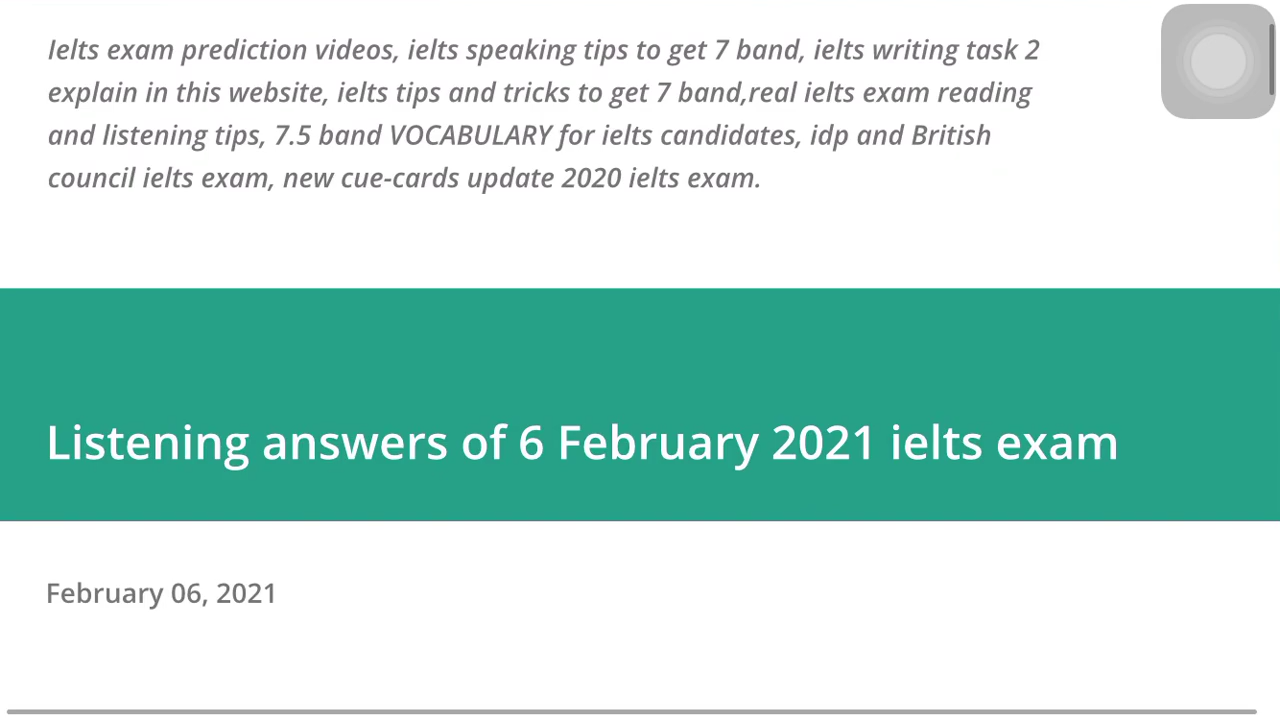 Ielts exam prediction videos, ielts speaking tips to get 7 band, ielts writing task 2
explain in this website, ielts tips and tricks to get 7 band,real ielts exam reading
and listening tips, 7.5 band VOCABULARY for ielts candidates, idp and British
council ielts exam, new cue-cards update 2020 ielts exam.
Listening answers of 6 February 2021 ielts exam
February 06, 2021